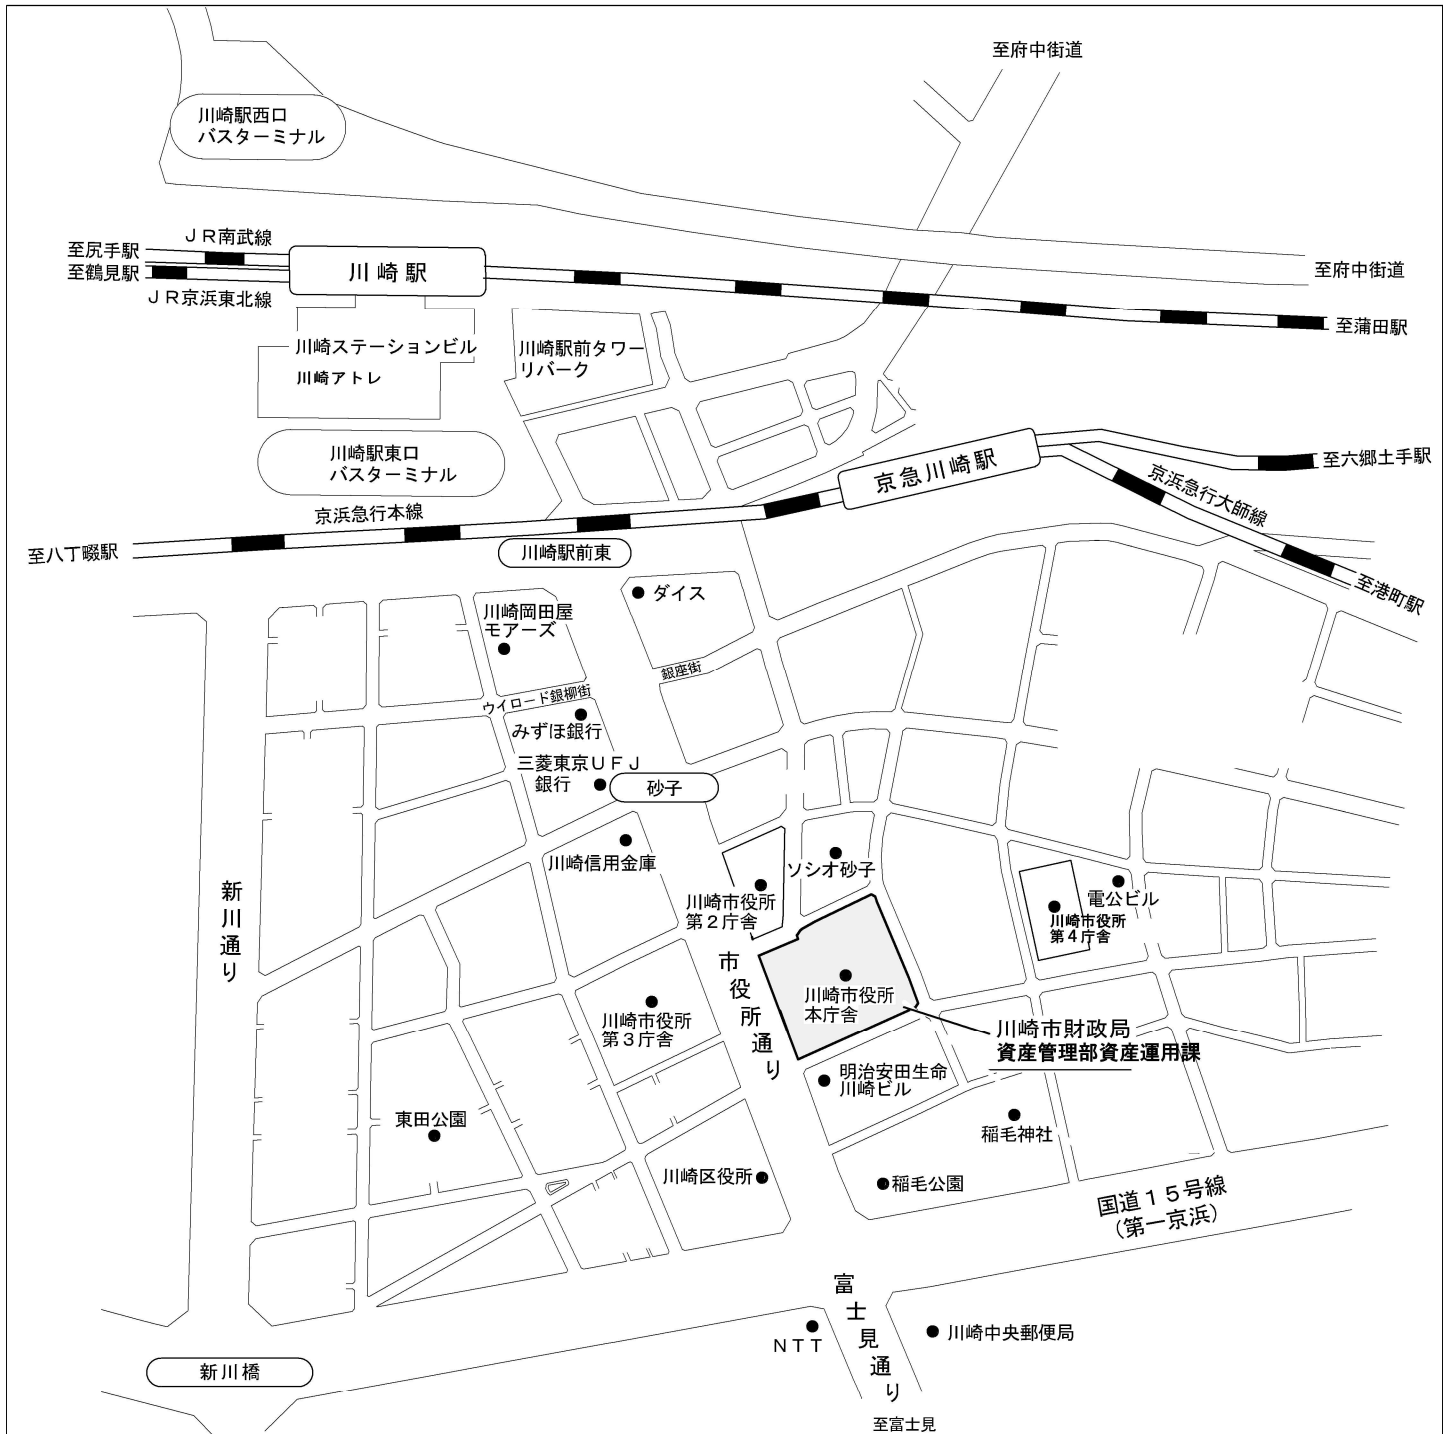 至府中街道
川崎駅西口
バスターミナル
ＪＲ南武線
至尻手駅
川崎駅
至鶴見駅
至府中街道
ＪＲ京浜東北線
至蒲田駅
川崎ステーションビル
川崎駅前タワー
リバーク
川崎アトレ
川崎駅東口
バスターミナル
京急川崎駅
至六郷土手駅
京浜急行大師線
京浜急行本線
至八丁畷駅
川崎駅前東
至港町駅
ダイス
川崎岡田屋
モアーズ
銀座街
ウイロード銀柳街
みずほ銀行
三菱東京ＵＦＪ
銀行
砂子
川崎信用金庫
ソシオ砂子
新川通り
川崎市役所
第２庁舎
電公ビル
川崎市役所
第４庁舎
市役所通り
川崎市役所
本庁舎
川崎市役所
第３庁舎
川崎市財政局
資産管理部資産運用課
明治安田生命
川崎ビル
東田公園
稲毛神社
川崎区役所
稲毛公園
国道１５号線
（第一京浜）
富士見通り
ＮＴＴ
川崎中央郵便局
新川橋
至富士見